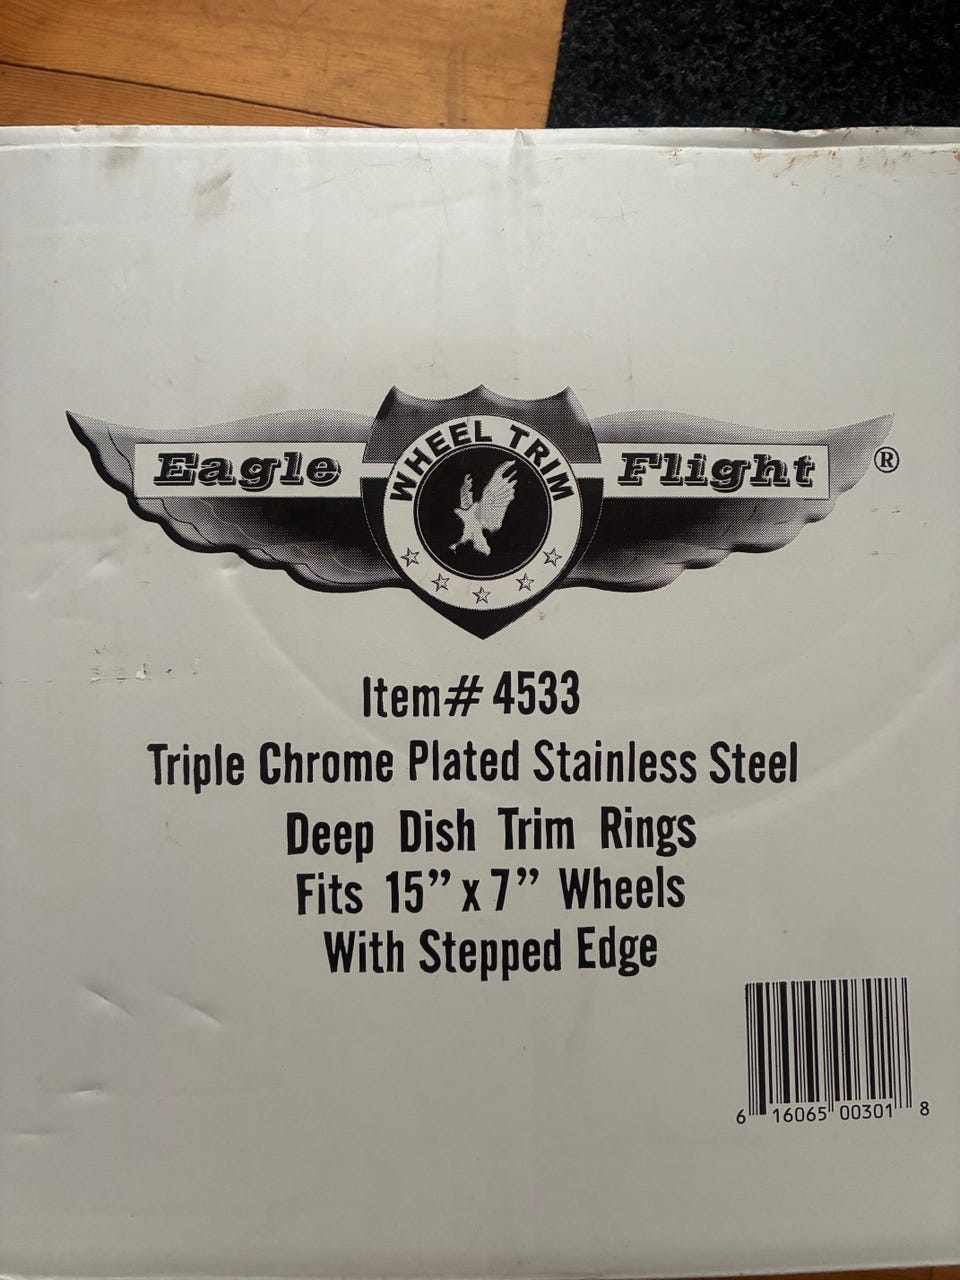 WHEEL TRIM
Eagle Flight ®
Item# 4533
Triple Chrome Plated Stainless Steel
Deep Dish Trim Rings
Fits 15” x 7” Wheels
With Stepped Edge
6 16065 00301 8